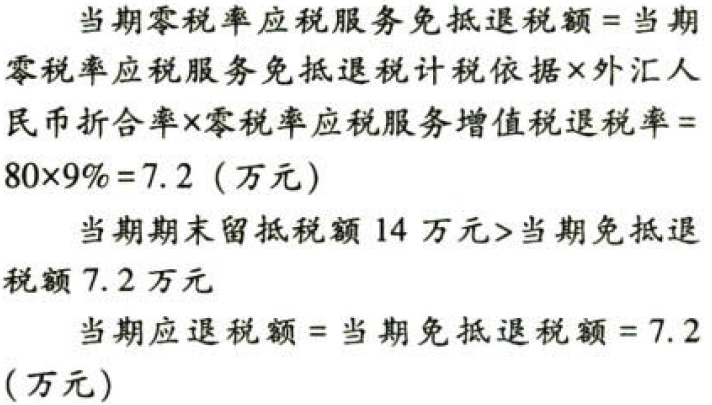 当期零税率应税服务免抵退税额=当期
零税率应税服务免抵退税计税依据×外汇人
民币折合率×零税率应税服务增值税退税率=
80×9%=7.2（万元）
当期期末留抵税额 14 万元>当期免抵退
税额 7.2 万元
当期应退税额=当期免抵退税额=7.2
（万元）